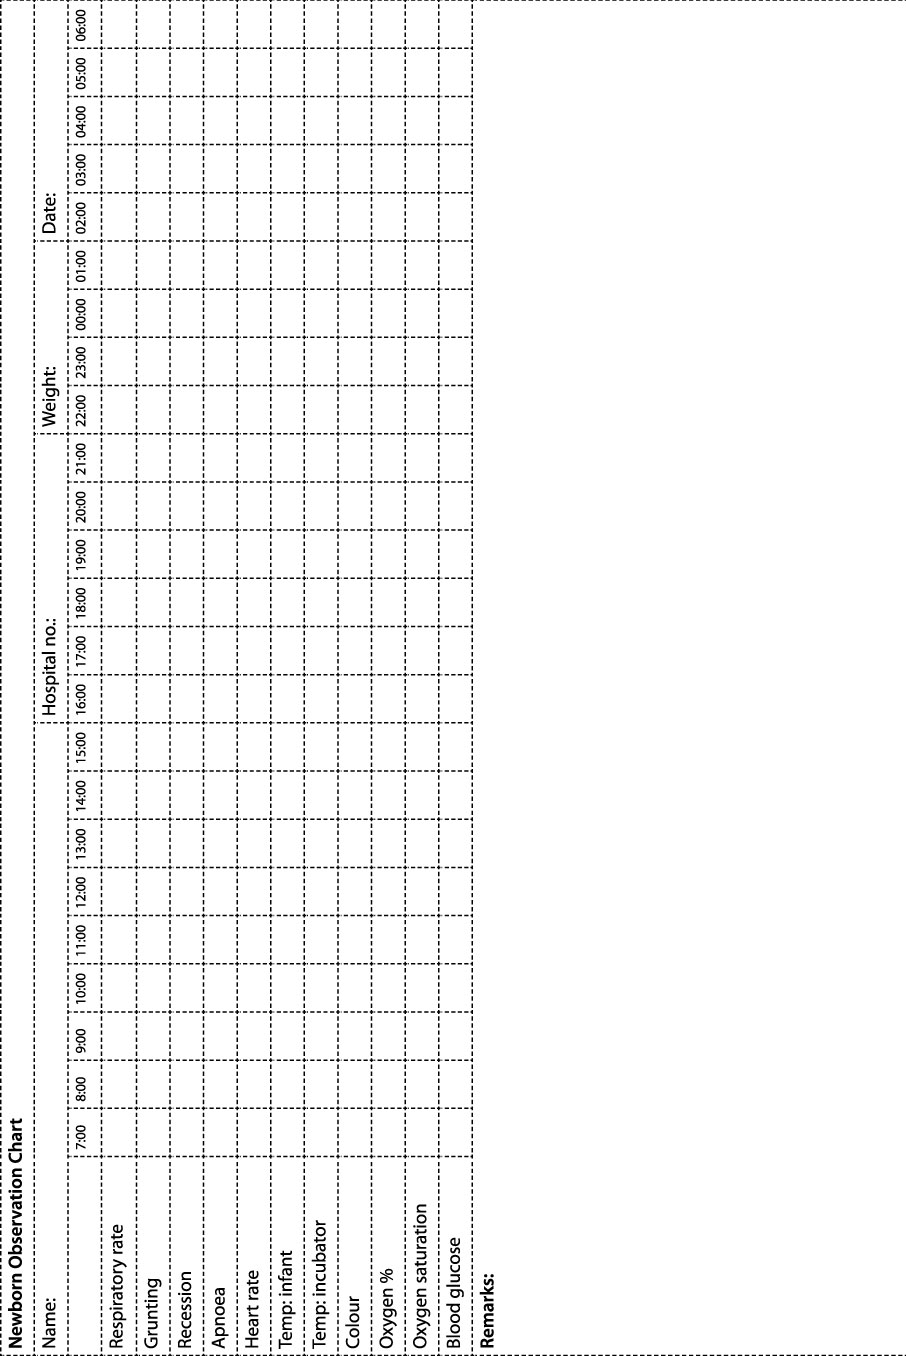 Newborn Observation Chart
Name: Hospital no.: Weight: Date:
7:00 8:00 9:00 10:00 11:00 12:00 13:00 14:00 15:00 16:00 17:00 18:00 19:00 20:00 21:00 22:00 23:00 00:00 01:00 02:00 03:00 04:00 05:00 06:00
Respiratory rate
Grunting
Recession
Apnoea
Heart rate
Temp: infant
Temp: incubator
Colour
Oxygen %
Oxygen saturation
Blood glucose
Remarks: